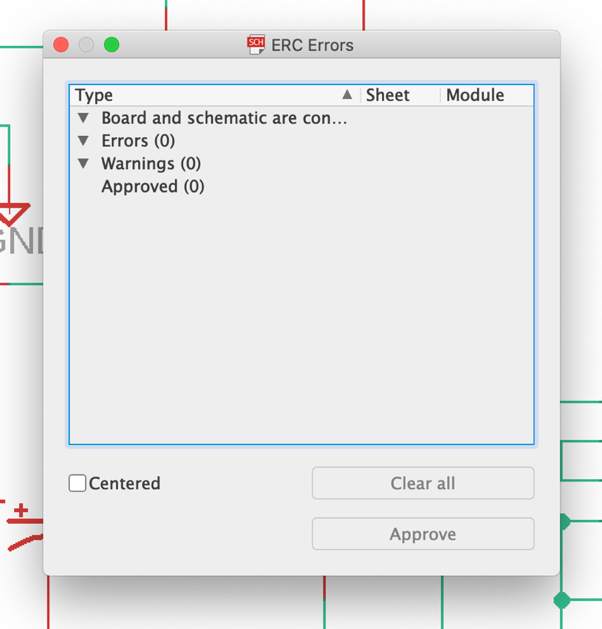 SCH ERC Errors
Type Sheet Module
Board and schematic are con...
Errors (0)
Warnings (0)
Approved (0)
GND
+
Centered
Clear all
Approve